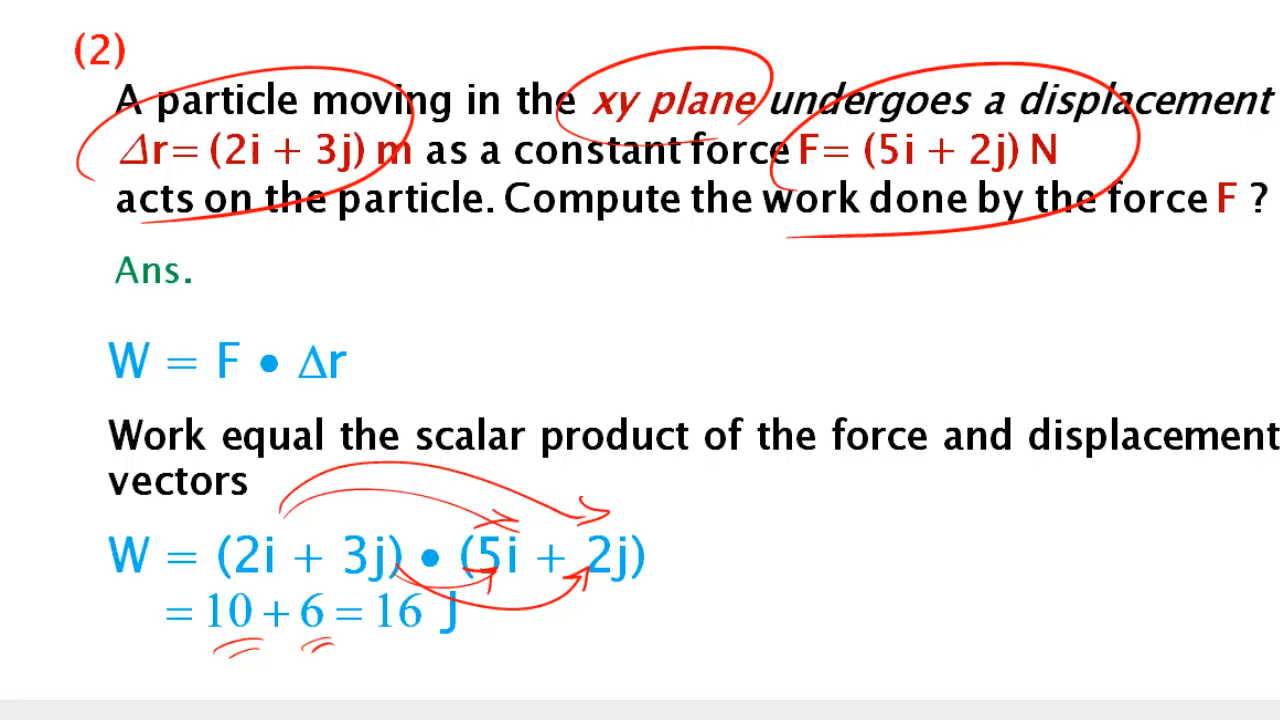 (2)
A particle moving in the xy plane undergoes a displacement
Δr= (2i + 3j) m as a constant force F= (5i + 2j) N
acts on the particle. Compute the work done by the force F ?
Ans.
W = F • Δr
Work equal the scalar product of the force and displacement
vectors
W = (2i + 3j) • (5i + 2j)
= 10 + 6 = 16 J